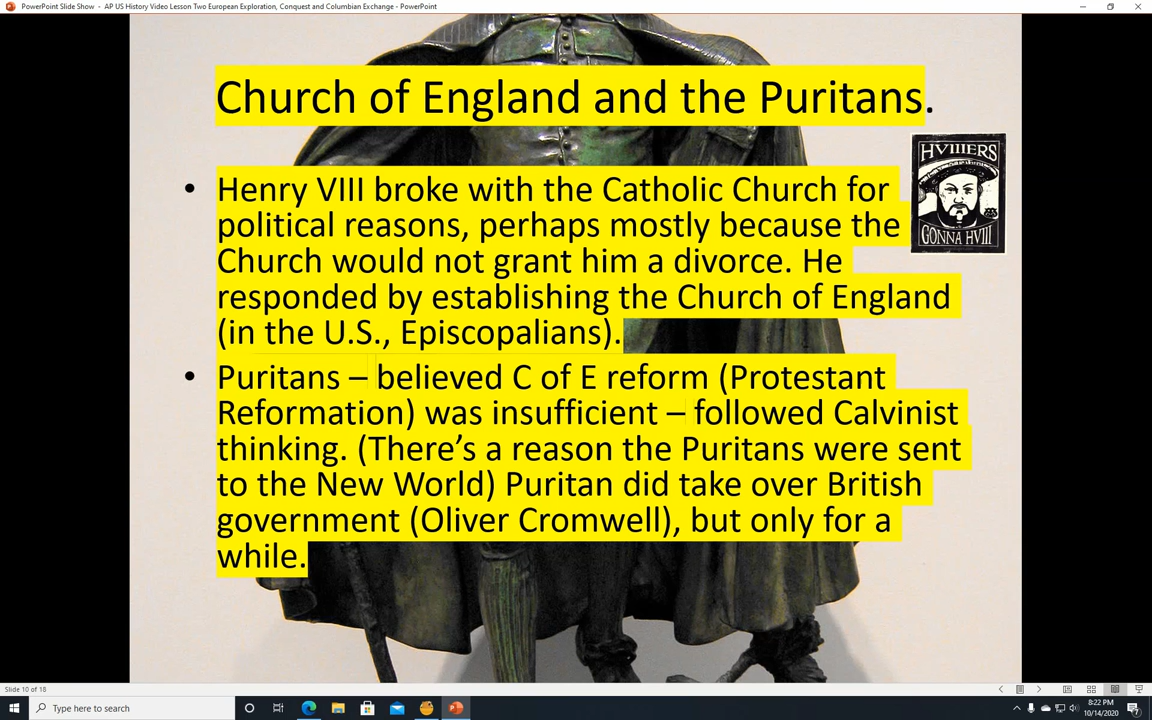 PowerPoint Slide Show - AP US History Video Lesson Two European Exploration, Conquest and Columbian Exchange - PowerPoint
Church of England and the Puritans.
HVIIIERS
GONNA HVIII
• Henry VIII broke with the Catholic Church for
political reasons, perhaps mostly because the
Church would not grant him a divorce. He
responded by establishing the Church of England
(in the U.S., Episcopalians).
• Puritans – believed C of E reform (Protestant
Reformation) was insufficient – followed Calvinist
thinking. (There's a reason the Puritans were sent
to the New World) Puritan did take over British
government (Oliver Cromwell), but only for a
while.
Slide 10 of 18
Type here to search
8:22 PM
10/14/2020
7